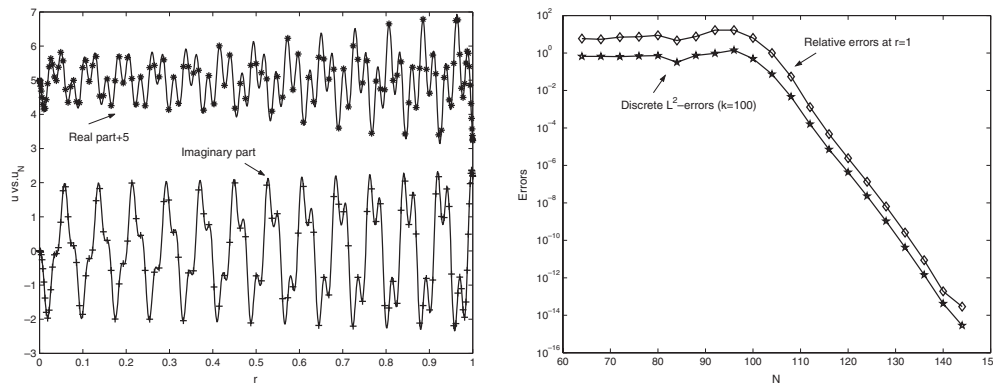 7
6
5
4
3
2
1
0
−1
−2
−3
u vs.u_N
0 0.1 0.2 0.3 0.4 0.5 0.6 0.7 0.8 0.9 1
r
Real part+5
Imaginary part
10^2
10^0
10^−2
10^−4
10^−6
10^−8
10^−10
10^−12
10^−14
10^−16
Errors
60 70 80 90 100 110 120 130 140 150
N
Relative errors at r=1
Discrete L^2−errors (k=100)